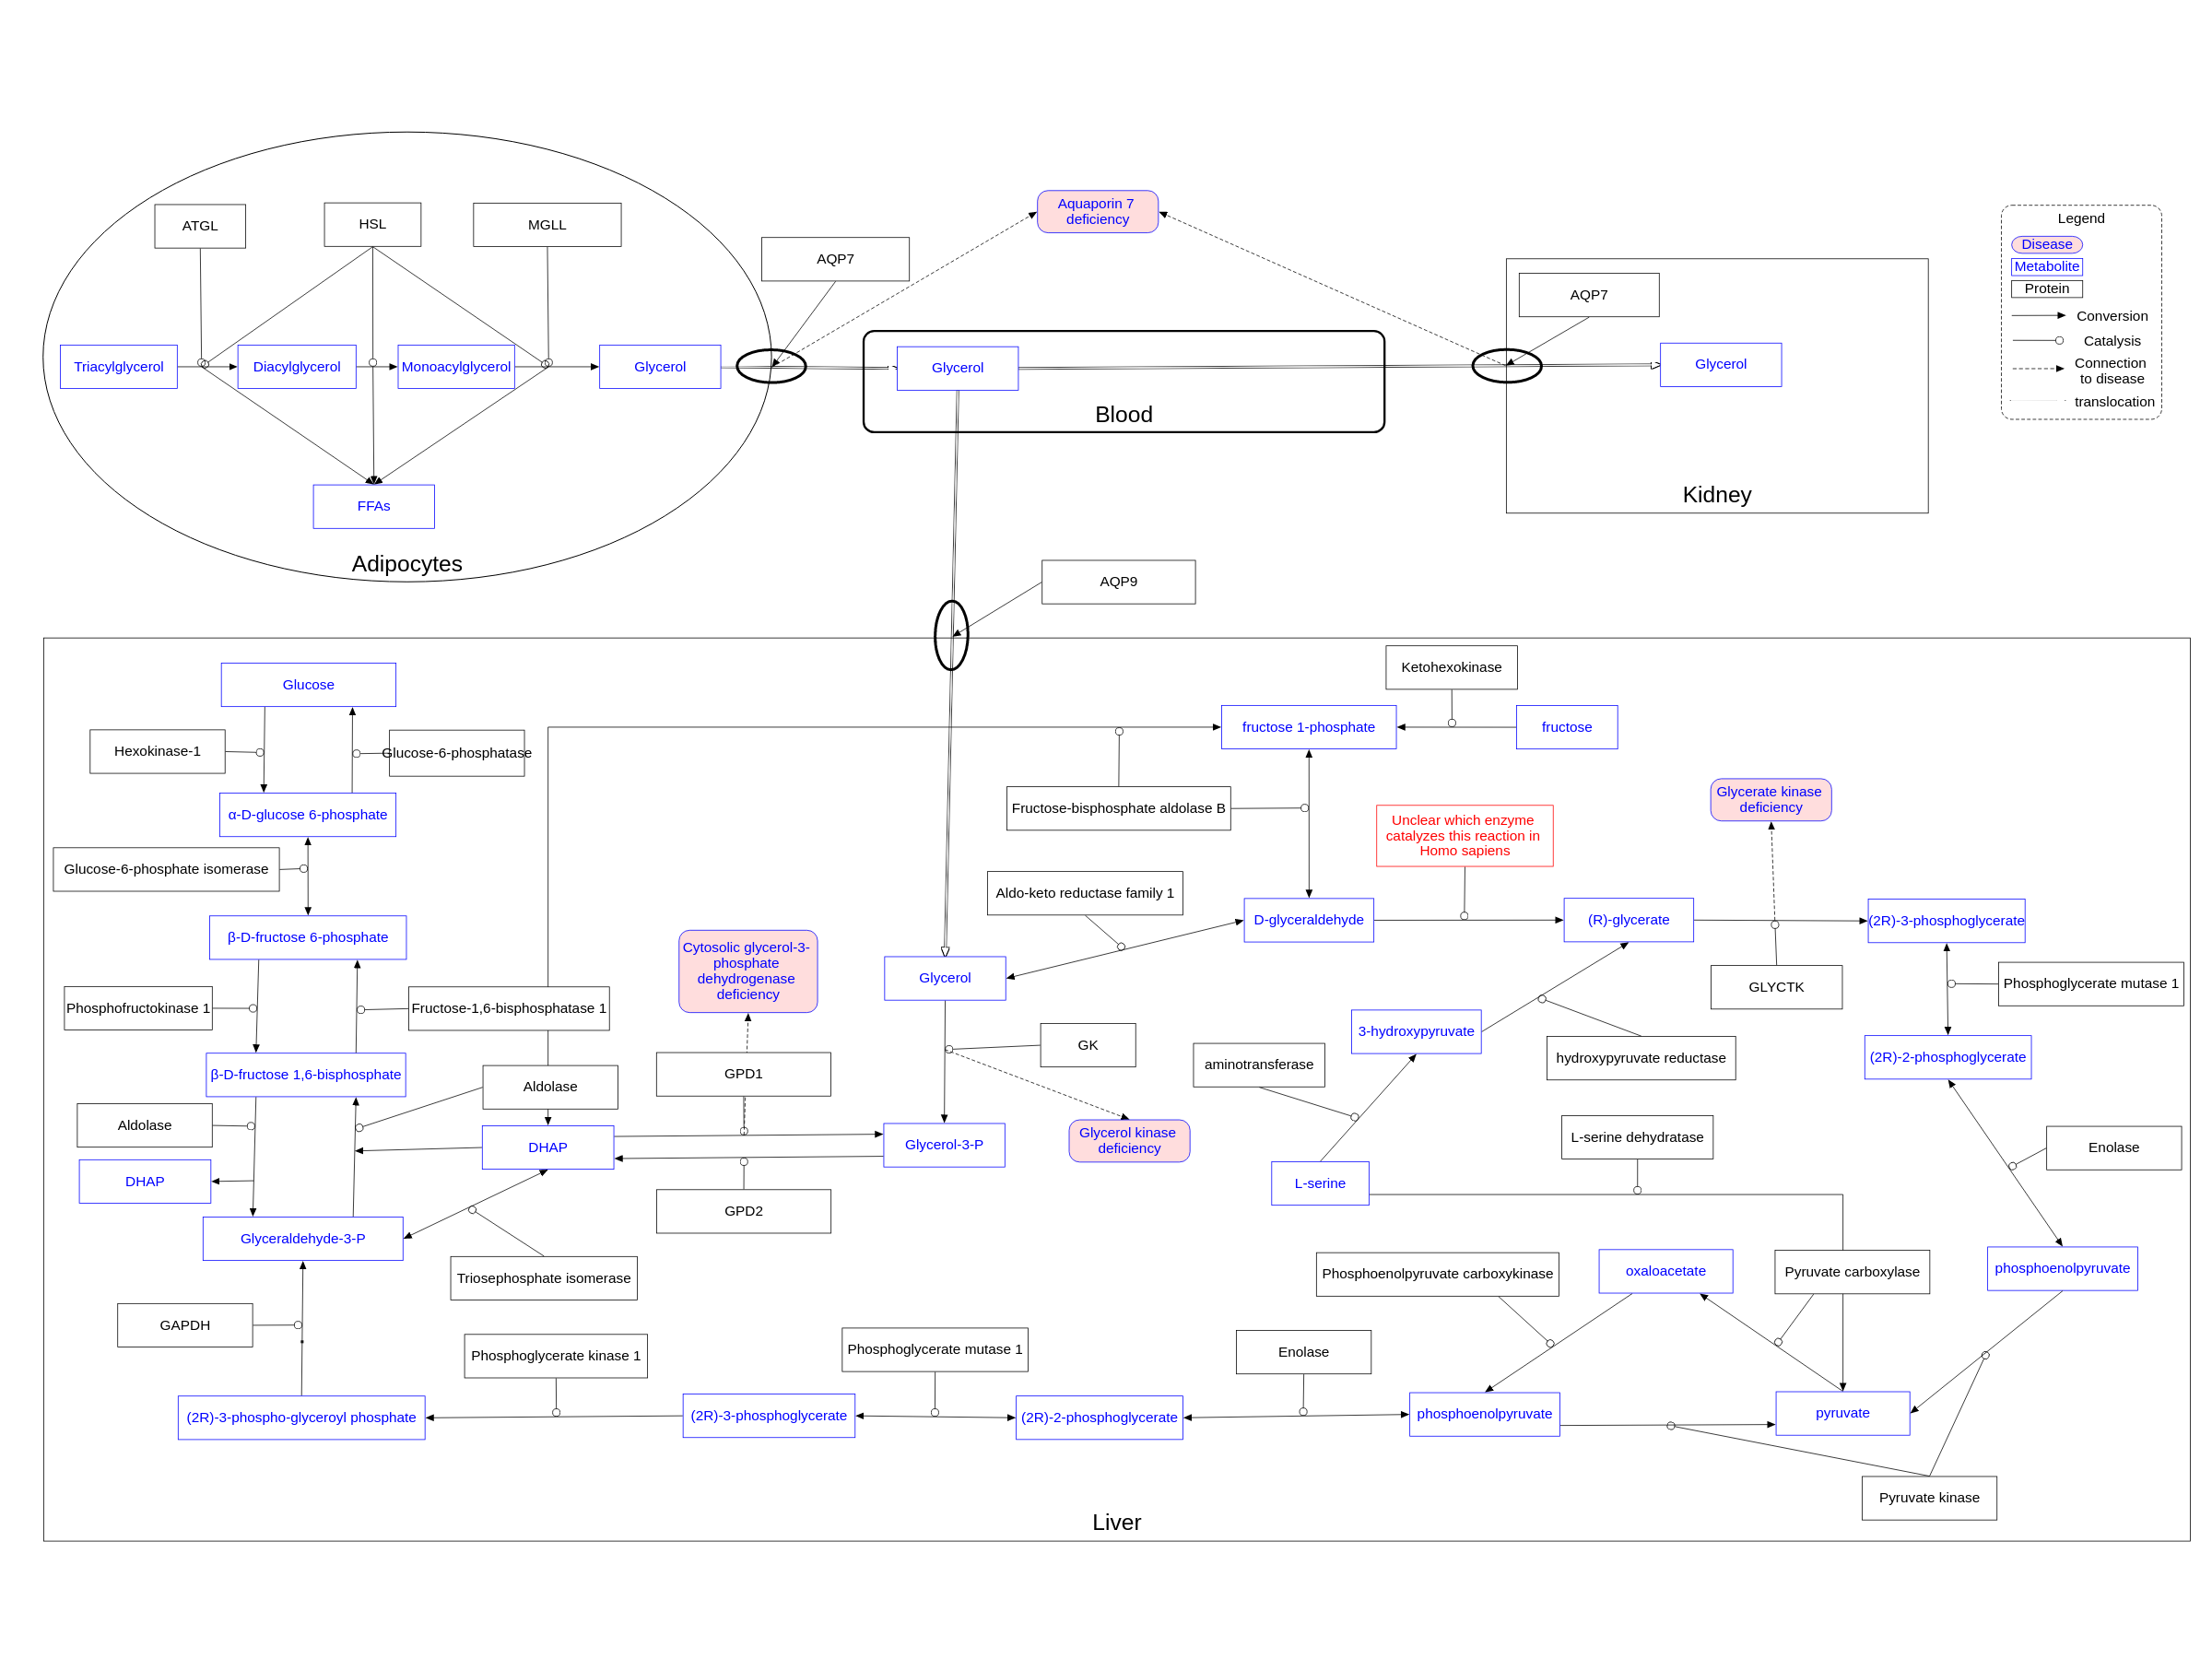 Aquaporin 7
deficiency
ATGL
HSL
MGLL
AQP7
Triacylglycerol
Diacylglycerol
Monoacylglycerol
Glycerol
FFAs
Adipocytes
Glycerol
Blood
AQP7
Glycerol
Kidney
Legend
Disease
Metabolite
Protein
Conversion
Catalysis
Connection
to disease
translocation
AQP9
Glucose
Hexokinase-1
Glucose-6-phosphatase
α-D-glucose 6-phosphate
Glucose-6-phosphate isomerase
β-D-fructose 6-phosphate
Phosphofructokinase 1
Fructose-1,6-bisphosphatase 1
β-D-fructose 1,6-bisphosphate
Aldolase
Aldolase
DHAP
DHAP
Glyceraldehyde-3-P
Triosephosphate isomerase
GAPDH
Cytosolic glycerol-3-
phosphate
dehydrogenase
deficiency
GPD1
GPD2
Glycerol
GK
Glycerol-3-P
Glycerol kinase
deficiency
Ketohexokinase
fructose 1-phosphate
fructose
Fructose-bisphosphate aldolase B
Unclear which enzyme
catalyzes this reaction in
Homo sapiens
Aldo-keto reductase family 1
D-glyceraldehyde
(R)-glycerate
Glycerate kinase
deficiency
(2R)-3-phosphoglycerate
GLYCTK
Phosphoglycerate mutase 1
3-hydroxypyruvate
hydroxypyruvate reductase
aminotransferase
(2R)-2-phosphoglycerate
L-serine dehydratase
L-serine
Enolase
Phosphoenolpyruvate carboxykinase
oxaloacetate
Pyruvate carboxylase
phosphoenolpyruvate
Phosphoglycerate kinase 1
Phosphoglycerate mutase 1
Enolase
(2R)-3-phospho-glyceroyl phosphate
(2R)-3-phosphoglycerate
(2R)-2-phosphoglycerate
phosphoenolpyruvate
pyruvate
Pyruvate kinase
Liver